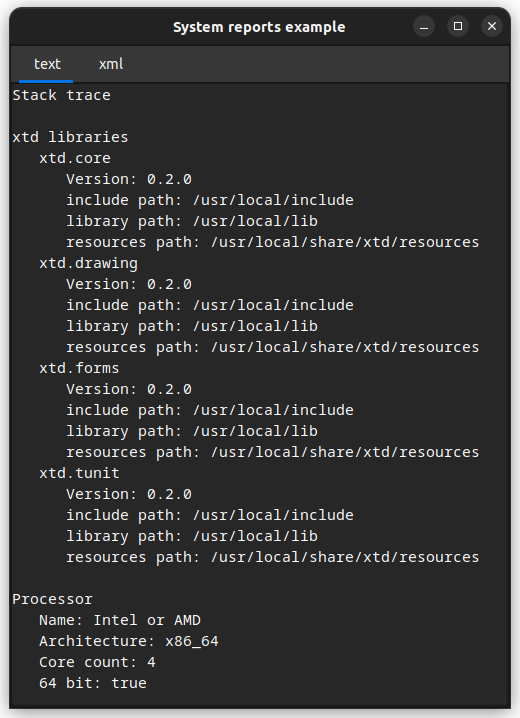 System reports example
text xml
Stack trace
xtd libraries
xtd.core
Version: 0.2.0
include path: /usr/local/include
library path: /usr/local/lib
resources path: /usr/local/share/xtd/resources
xtd.drawing
Version: 0.2.0
include path: /usr/local/include
library path: /usr/local/lib
resources path: /usr/local/share/xtd/resources
xtd.forms
Version: 0.2.0
include path: /usr/local/include
library path: /usr/local/lib
resources path: /usr/local/share/xtd/resources
xtd.tunit
Version: 0.2.0
include path: /usr/local/include
library path: /usr/local/lib
resources path: /usr/local/share/xtd/resources
Processor
Name: Intel or AMD
Architecture: x86_64
Core count: 4
64 bit: true